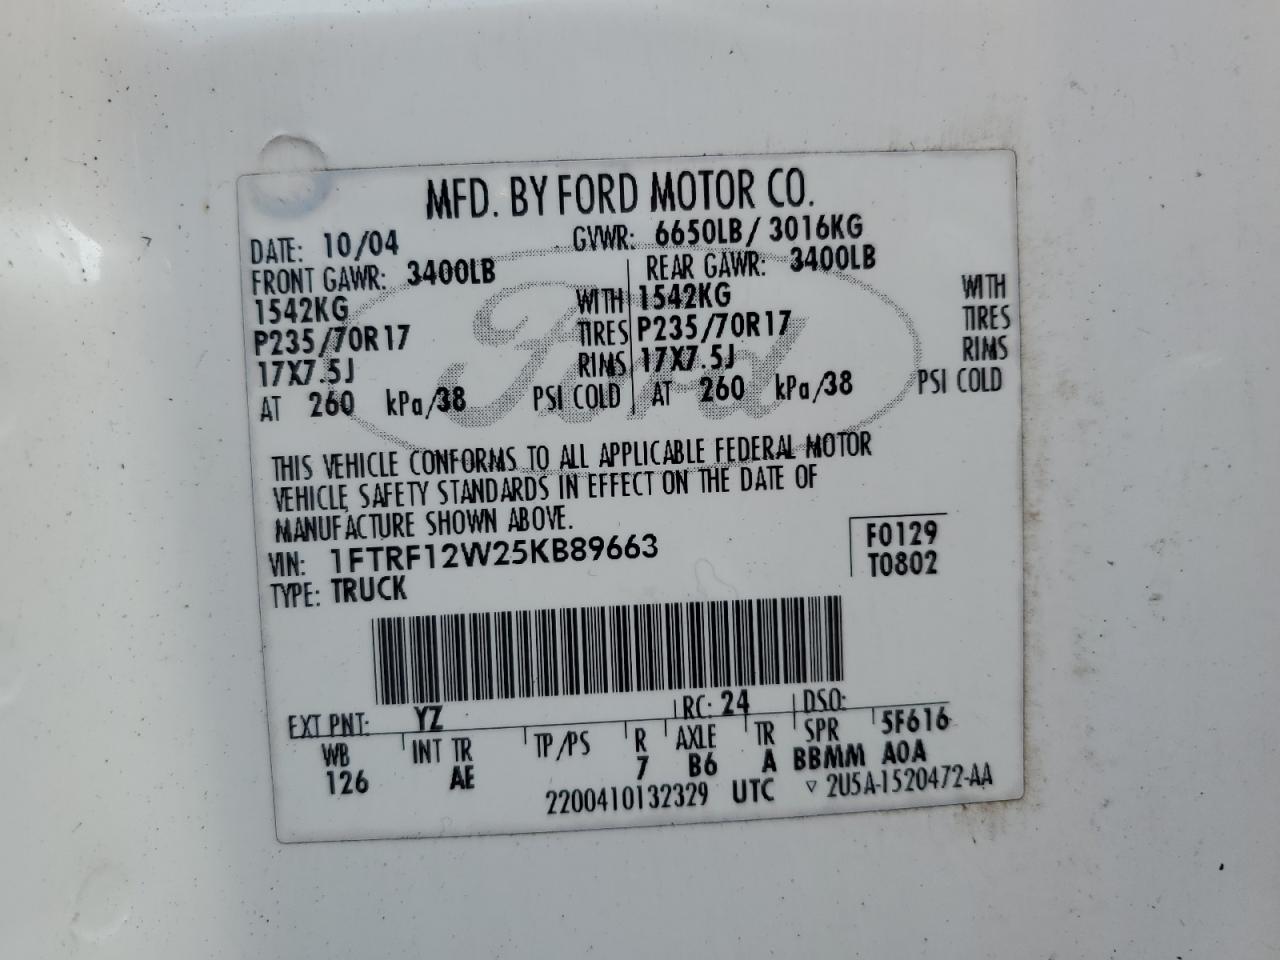 MFD. BY FORD MOTOR CO.
DATE: 10/04 GVWR: 6650LB/ 3016KG
FRONT GAWR: 3400LB REAR GAWR: 3400LB
1542KG WITH 1542KG WITH
P235/70R17 TIRES P235/70R17 TIRES
17X7.5J RIMS 17X7.5J RIMS
AT 260 kPa/38 PSI COLD AT 260 kPa/38 PSI COLD
Ford
THIS VEHICLE CONFORMS TO ALL APPLICABLE FEDERAL MOTOR
VEHICLE SAFETY STANDARDS IN EFFECT ON THE DATE OF
MANUFACTURE SHOWN ABOVE.
VIN: 1FTRF12W25KB89663 F0129
TYPE: TRUCK T0802
EXT PNT: YZ RC: 24 DSO:
WB INT TR TP/PS R AXLE TR SPR 5F616
126 AE 7 B6 A BBMM A0A
2200410132329 UTC ▽ 2U5A-1520472-AA